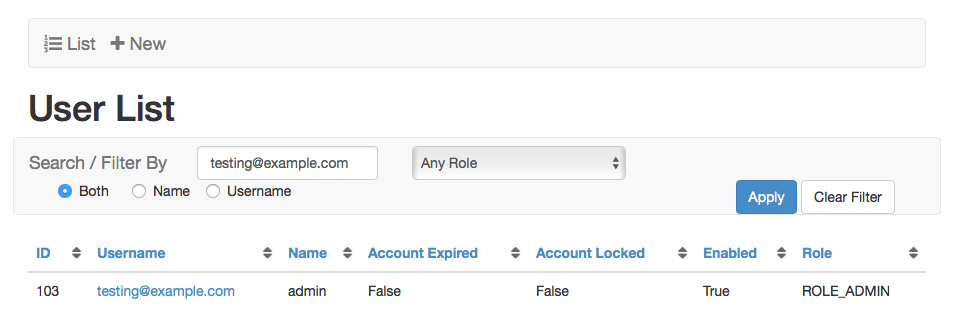 List New
User List
Search / Filter By testing@example.com Any Role
Both Name Username
Apply Clear Filter
ID Username Name Account Expired Account Locked Enabled Role
103 testing@example.com admin False False True ROLE_ADMIN